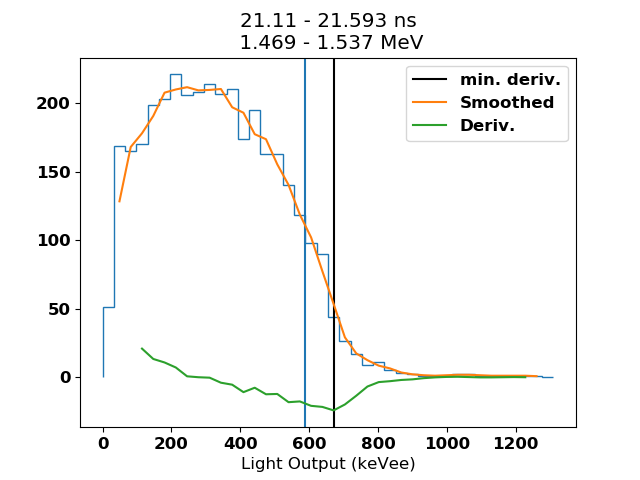 21.11 - 21.593 ns
1.469 - 1.537 MeV
min. deriv.
Smoothed
Deriv.
200
150
100
50
0
0 200 400 600 800 1000 1200
Light Output (keVee)